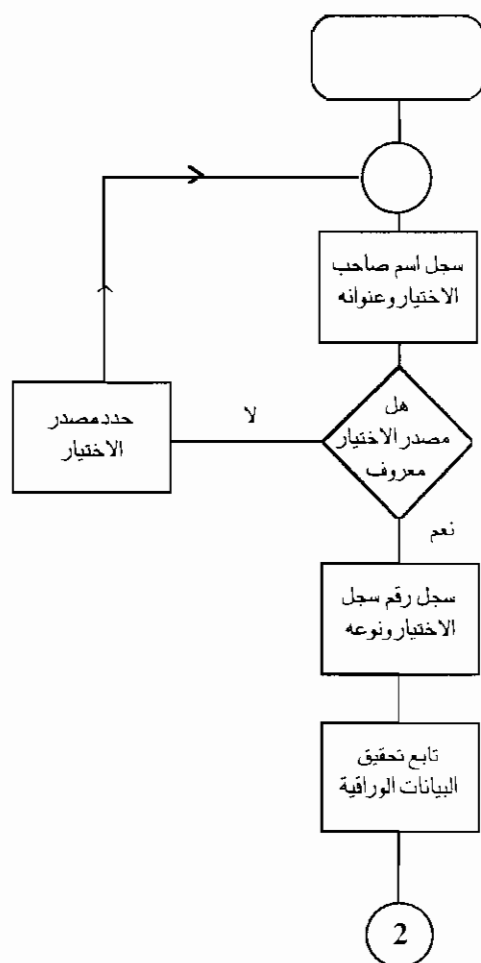 سجل اسم صاحب
الاختيار وعنوانه
هل
مصدر الاختيار
معروف
لا
حدد مصدر
الاختيار
نعم
سجل رقم سجل
الاختيار ونوعه
تابع تحقيق
البيانات الوراقية
2